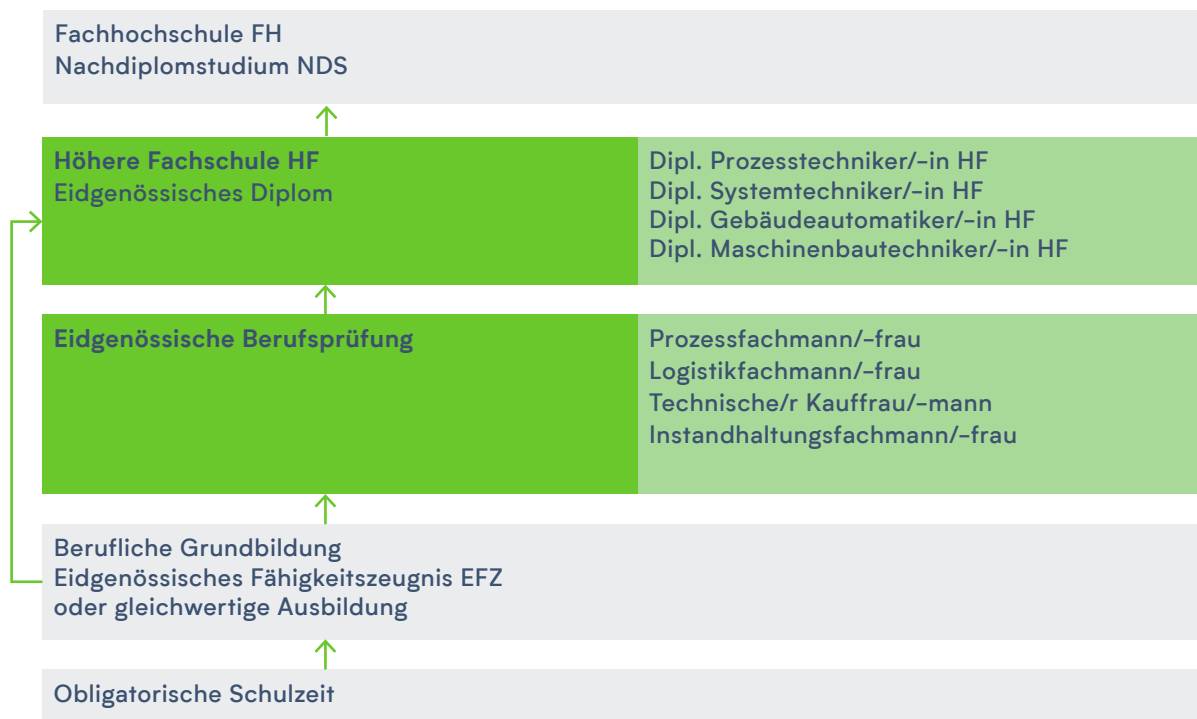 Fachhochschule FH
Nachdiplomstudium NDS
Höhere Fachschule HF
Eidgenössisches Diplom
Dipl. Prozesstechniker/-in HF
Dipl. Systemtechniker/-in HF
Dipl. Gebäudeautomatiker/-in HF
Dipl. Maschinenbautechniker/-in HF
Eidgenössische Berufsprüfung
Prozessfachmann/-frau
Logistikfachmann/-frau
Technische/r Kauffrau/-mann
Instandhaltungsfachmann/-frau
Berufliche Grundbildung
Eidgenössisches Fähigkeitszeugnis EFZ
oder gleichwertige Ausbildung
Obligatorische Schulzeit